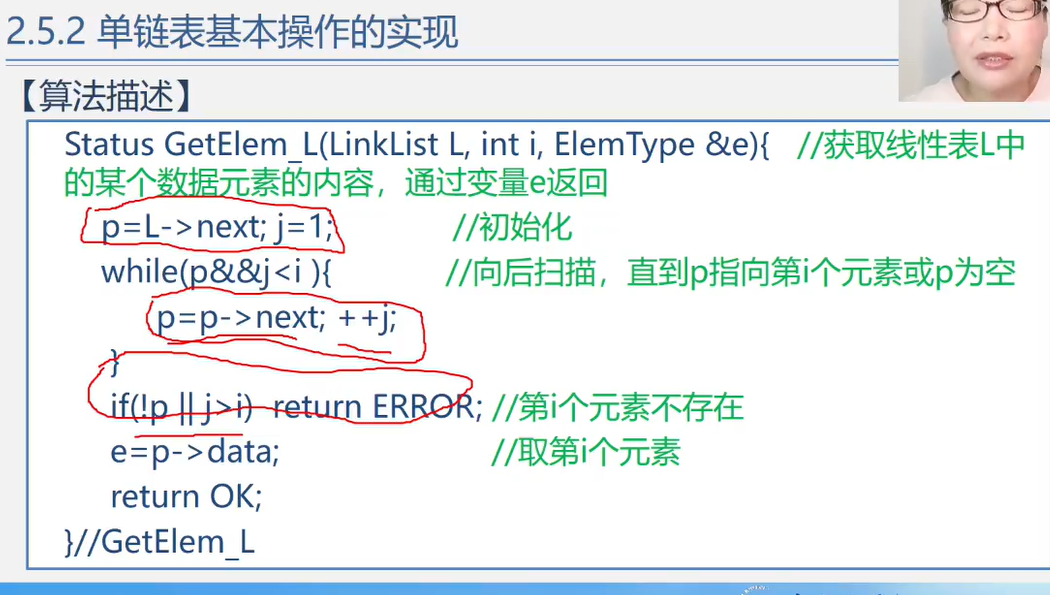 2.5.2 单链表基本操作的实现
【算法描述】
Status GetElem_L(LinkList L, int i, ElemType &e){ //获取线性表L中
的某个数据元素的内容，通过变量e返回
p=L->next; j=1; //初始化
while(p&&j<i ){ //向后扫描，直到p指向第i个元素或p为空
p=p->next; ++j;
}
if(!p || j>i) return ERROR; //第i个元素不存在
e=p->data; //取第i个元素
return OK;
}//GetElem_L